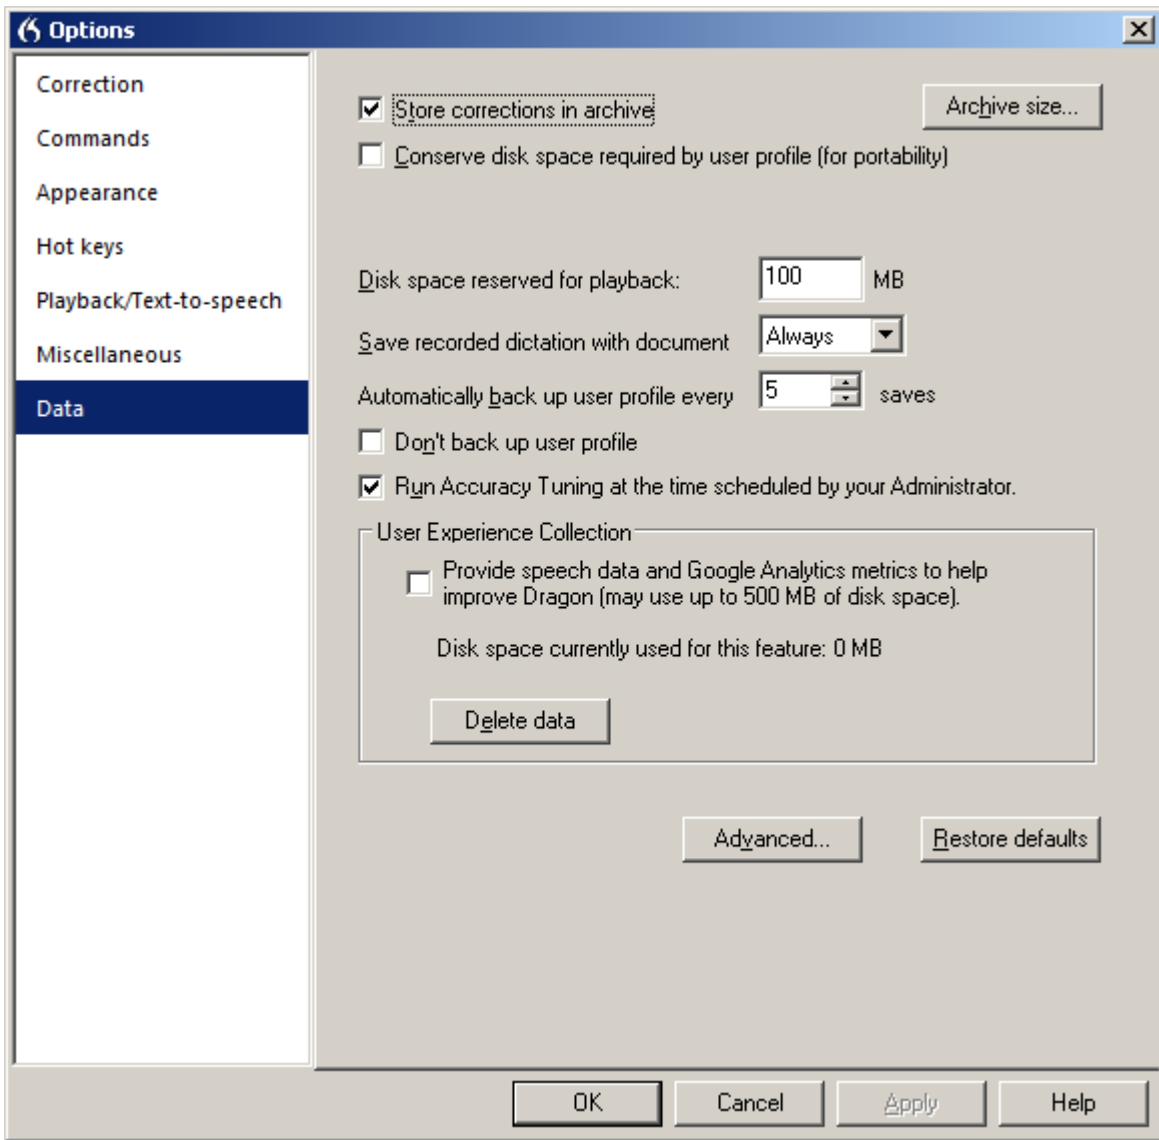 Options
Correction
Commands
Appearance
Hot keys
Playback/Text-to-speech
Miscellaneous
Data
Store corrections in archive
Archive size...
Conserve disk space required by user profile (for portability)
Disk space reserved for playback: 100 MB
Save recorded dictation with document Always
Automatically back up user profile every 5 saves
Don't back up user profile
Run Accuracy Tuning at the time scheduled by your Administrator.
User Experience Collection
Provide speech data and Google Analytics metrics to help
improve Dragon (may use up to 500 MB of disk space).
Disk space currently used for this feature: 0 MB
Delete data
Advanced... Restore defaults
OK Cancel Apply Help